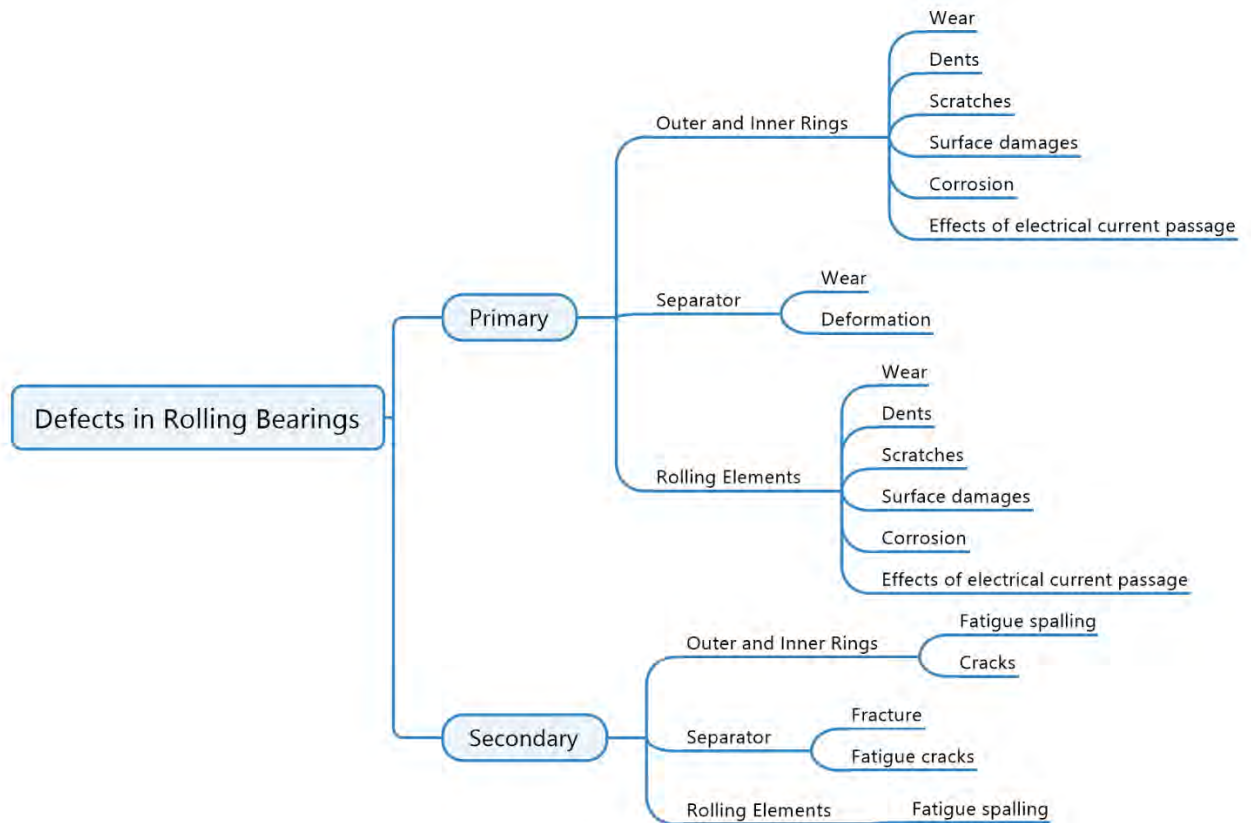 Defects in Rolling Bearings
Primary
Outer and Inner Rings
Wear
Dents
Scratches
Surface damages
Corrosion
Effects of electrical current passage
Separator
Wear
Deformation
Rolling Elements
Wear
Dents
Scratches
Surface damages
Corrosion
Effects of electrical current passage
Secondary
Outer and Inner Rings
Fatigue spalling
Cracks
Separator
Fracture
Fatigue cracks
Rolling Elements
Fatigue spalling